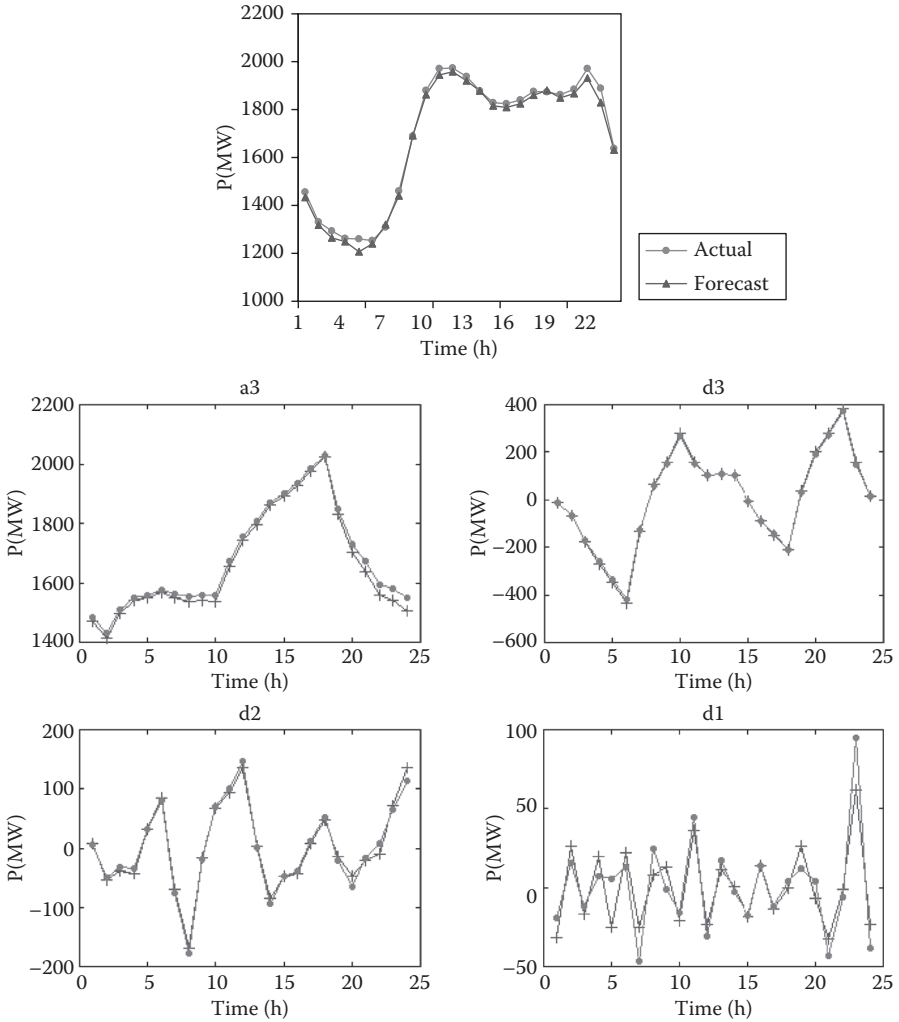 2200
2000
1800
1600
1400
1200
1000
P(MW)
1 4 7 10 13 16 19 22
Time (h)
Actual
Forecast
a3
2200
2000
1800
1600
1400
P(MW)
0 5 10 15 20 25
Time (h)
d3
400
200
0
−200
−400
−600
P(MW)
0 5 10 15 20 25
Time (h)
d2
200
100
0
−100
−200
P(MW)
0 5 10 15 20 25
Time (h)
d1
100
50
0
−50
P(MW)
0 5 10 15 20 25
Time (h)